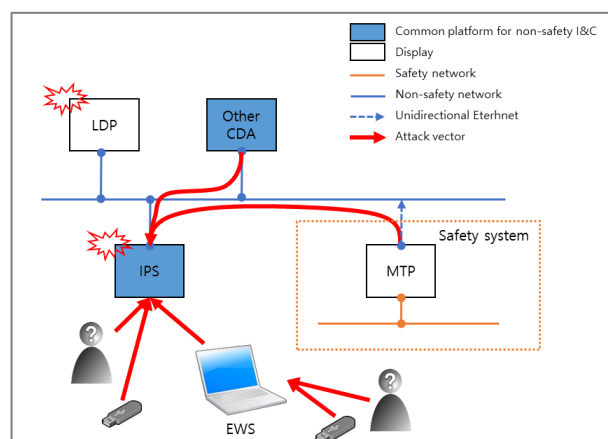 Common platform for non-safety I&C
Display
Safety network
Non-safety network
Unidirectional Eterhnet
Attack vector
LDP
Other
CDA
Safety system
IPS
MTP
?
?
EWS